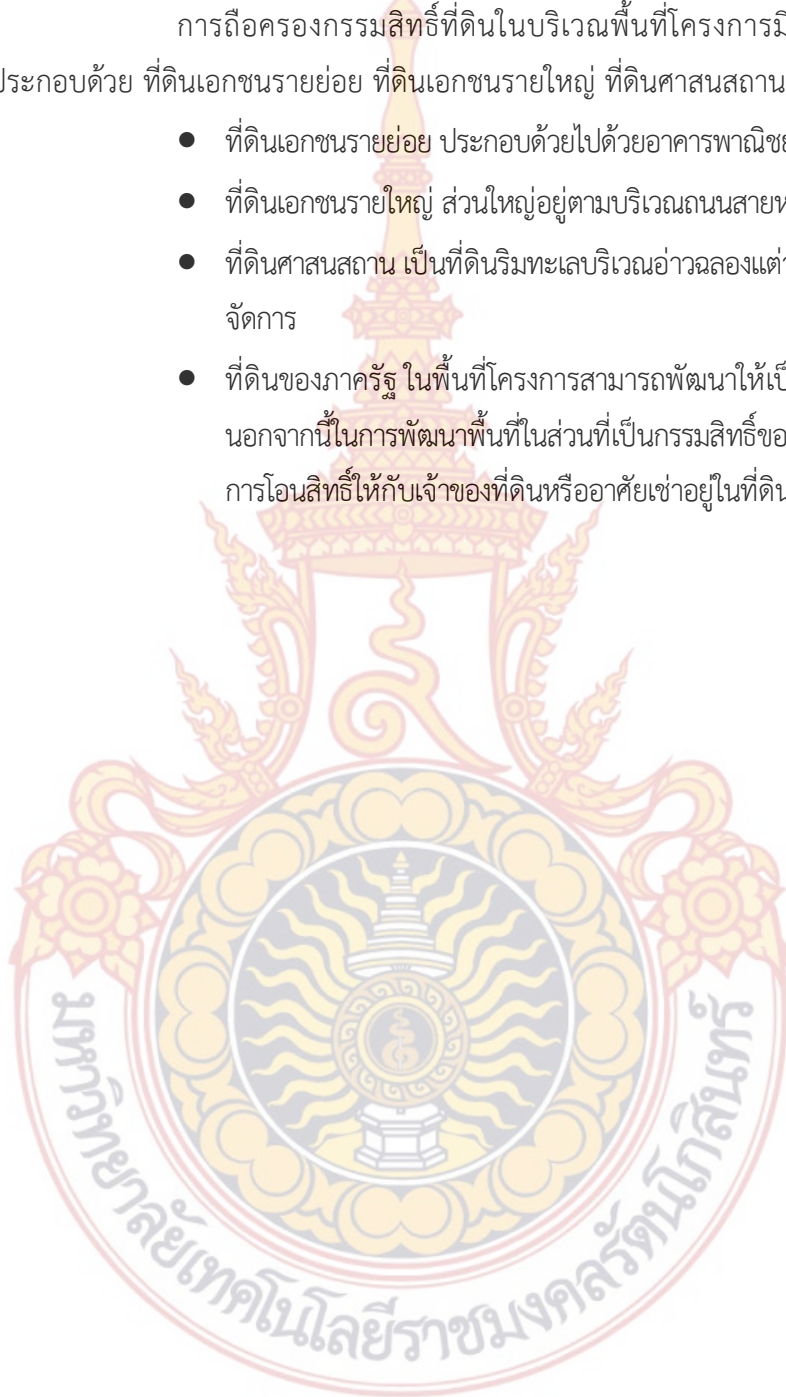 การถือครองกรรมสิทธิ์ที่ดินในบริเวณพื้นที่โครงการมี
ประกอบด้วย ที่ดินเอกชนรายย่อย ที่ดินเอกชนรายใหญ่ ที่ดินศาสนสถาน
● ที่ดินเอกชนรายย่อย ประกอบด้วยไปด้วยอาคารพาณิชย
● ที่ดินเอกชนรายใหญ่ ส่วนใหญ่อยู่ตามบริเวณถนนสายห
● ที่ดินศาสนสถาน เป็นที่ดินริมทะเลบริเวณอ่าวฉลองแต่
จัดการ
● ที่ดินของภาครัฐ ในพื้นที่โครงการสามารถพัฒนาให้เป็
นอกจากนี้ในการพัฒนาพื้นที่ในส่วนที่เป็นกรรมสิทธิ์ขอ
การโอนสิทธิ์ให้กับเจ้าของที่ดินหรืออาศัยเช่าอยู่ในที่ดิน
มหาวิทยาลัยเทคโนโลยีราชมงคลรัตนโกสินทร์